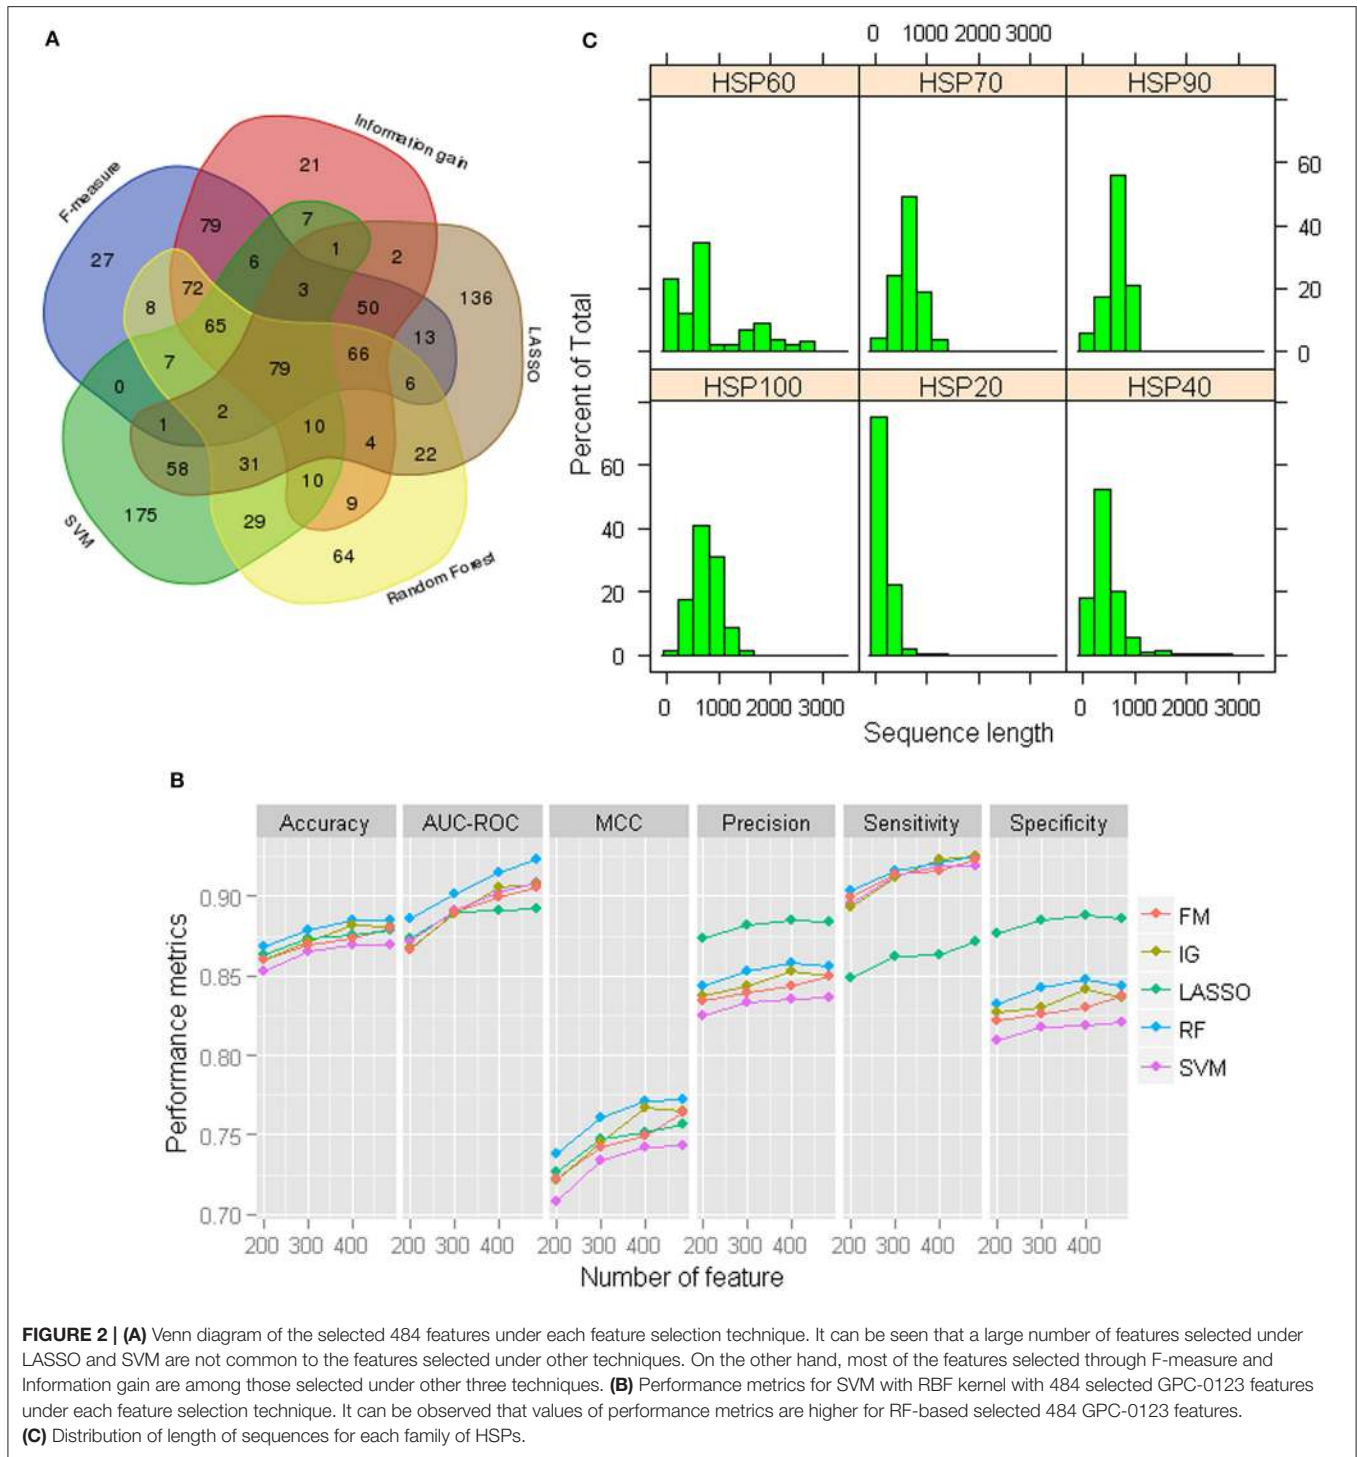 A
Information gain
F-measure
LASSO
SVM
Random Forest
21
7
79
1
2
27
6
136
72
3
50
8
65
13
66
7
79
6
0
2
1
10
4
22
58
31
10
9
175
29
64
C
0 1000 2000 3000
HSP60 HSP70 HSP90
60
40
20
0
Percent of Total
HSP100 HSP20 HSP40
60
40
20
0
0 1000 2000 3000 0 1000 2000 3000
Sequence length
B
Accuracy AUC-ROC MCC Precision Sensitivity Specificity
Performance metrics
0.90
0.85
0.80
0.75
0.70
200 300 400 200 300 400 200 300 400 200 300 400 200 300 400 200 300 400
Number of feature
FM
IG
LASSO
RF
SVM
FIGURE 2 | (A) Venn diagram of the selected 484 features under each feature selection technique. It can be seen that a large number of features selected under
LASSO and SVM are not common to the features selected under other techniques. On the other hand, most of the features selected through F-measure and
Information gain are among those selected under other three techniques. (B) Performance metrics for SVM with RBF kernel with 484 selected GPC-0123 features
under each feature selection technique. It can be observed that values of performance metrics are higher for RF-based selected 484 GPC-0123 features.
(C) Distribution of length of sequences for each family of HSPs.